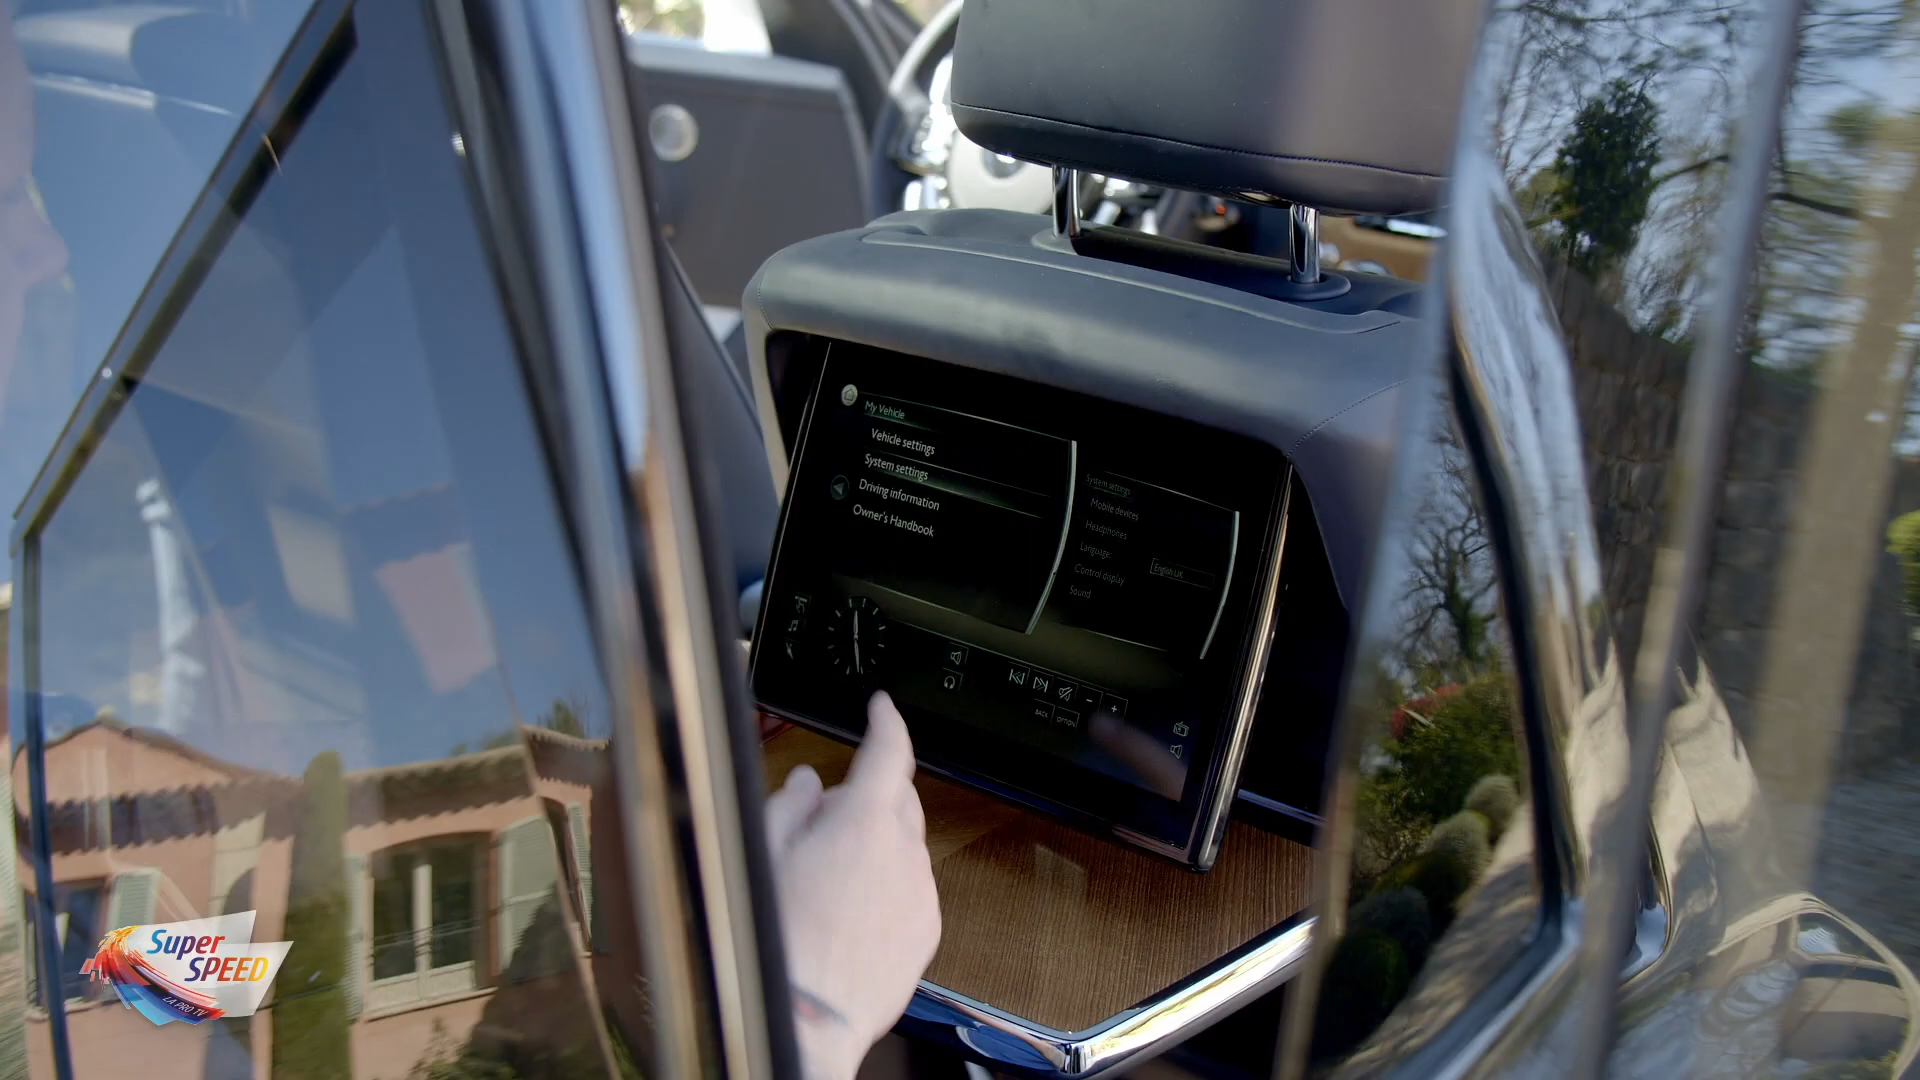 My Vehicle
Vehicle settings
System settings
Driving information
Owner's Handbook
System settings
Mobile devices
Headphones
Language:
English UK
Control display
Sound
BACK
OPTION
Super
SPEED
LA PRO TV